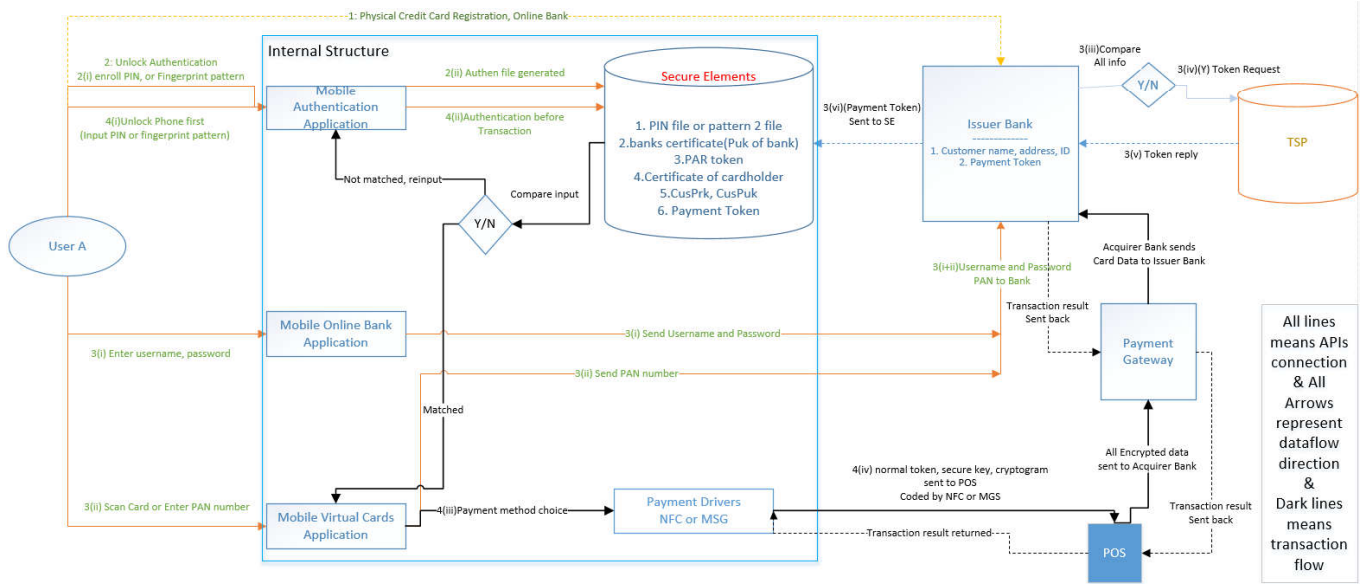 1: Physical Credit Card Registration, Online Bank
Internal Structure
2: Unlock Authentication
2(i) enroll PIN, or Fingerprint pattern
4(i)Unlock Phone first
(Input PIN or fingerprint pattern)
Mobile
Authentication
Application
2(ii) Authen file generated
4(ii)Authentication before
Transaction
Secure Elements
1. PIN file or pattern 2 file
2.banks certificate(Puk of bank)
3.PAR token
4.Certificate of cardholder
5.CusPrk, CusPuk
6. Payment Token
3(vi)(Payment Token)
Sent to SE
Issuer Bank
--------------
1. Customer name, address, ID
2. Payment Token
3(iii)Compare
All info
Y/N
3(iv)(Y) Token Request
TSP
3(v) Token reply
Not matched, reinput
Compare input
Y/N
User A
Acquirer Bank sends
Card Data to Issuer Bank
3(i+ii)Username and Password
PAN to Bank
Transaction result
Sent back
Mobile Online Bank
Application
3(i) Send Username and Password
3(i) Enter username, password
3(ii) Send PAN number
Payment
Gateway
Matched
All Encrypted data
sent to Acquirer Bank
4(iv) normal token, secure key, cryptogram
sent to POS
Coded by NFC or MGS
3(ii) Scan Card or Enter PAN number
Mobile Virtual Cards
Application
4(iii)Payment method choice
Payment Drivers
NFC or MSG
Transaction result returned
POS
Transaction result
Sent back
All lines
means APIs
connection
& All
Arrows
represent
dataflow
direction
&
Dark lines
means
transaction
flow